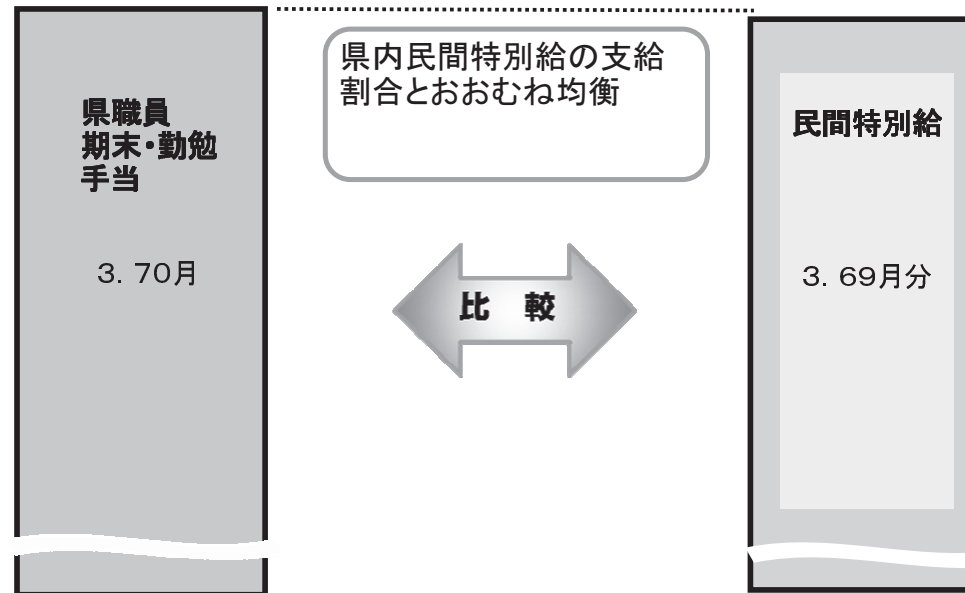 県内民間特別給の支給
割合とおおむね均衡
県職員
期末・勤勉
手当
3．70月
比　較
民間特別給
3．69月分